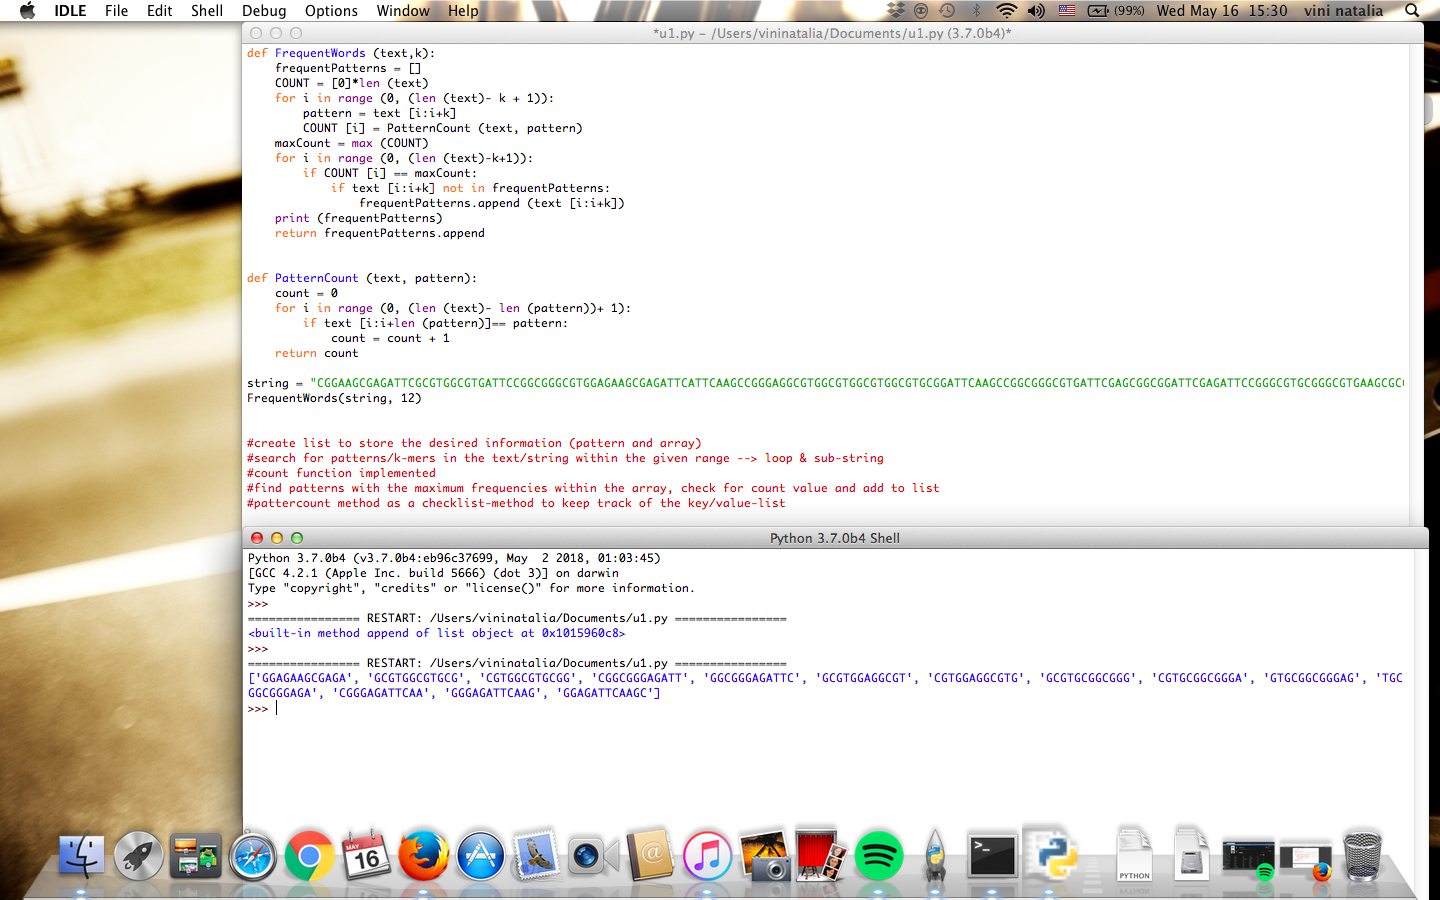 IDLE File Edit Shell Debug Options Window Help (99%) Wed May 16 15:30 vini natalia
*u1.py – /Users/vininatalia/Documents/u1.py (3.7.0b4)*
def FrequentWords (text,k):
    frequentPatterns = []
    COUNT = [0]*len (text)
    for i in range (0, (len (text)- k + 1)):
        pattern = text [i:i+k]
        COUNT [i] = PatternCount (text, pattern)
    maxCount = max (COUNT)
    for i in range (0, (len (text)-k+1)):
        if COUNT [i] == maxCount:
            if text [i:i+k] not in frequentPatterns:
                frequentPatterns.append (text [i:i+k])
    print (frequentPatterns)
    return frequentPatterns.append
def PatternCount (text, pattern):
    count = 0
    for i in range (0, (len (text)- len (pattern))+ 1):
        if text [i:i+len (pattern)]== pattern:
            count = count + 1
    return count
string = "CGGAAGCGAGATTCGCGTGGCGTGATTCCGGCGGGCGTGGAGAAGCGAGATTCATTCAAGCCGGGAGGCGTGGCGTGGCGTGGCGTGCGGATTCAAGCCGGCGGGCGTGATTCGAGCGGCGGATTCGAGATTCCGGGCGTGCGGGCGTGAAGCGC
FrequentWords(string, 12)
#create list to store the desired information (pattern and array)
#search for patterns/k-mers in the text/string within the given range --> loop & sub-string
#count function implemented
#find patterns with the maximum frequencies within the array, check for count value and add to list
#pattercount method as a checklist-method to keep track of the key/value-list
Python 3.7.0b4 Shell
Python 3.7.0b4 (v3.7.0b4:eb96c37699, May  2 2018, 01:03:45)
[GCC 4.2.1 (Apple Inc. build 5666) (dot 3)] on darwin
Type "copyright", "credits" or "license()" for more information.
>>>
================ RESTART: /Users/vininatalia/Documents/u1.py ================
<built-in method append of list object at 0x1015960c8>
>>>
================ RESTART: /Users/vininatalia/Documents/u1.py ================
['GGAGAAGCGAGA', 'GCGTGGCGTGCG', 'CGTGGCGTGCGG', 'CGGCGGGAGATT', 'GGCGGGAGATTC', 'GCGTGGAGGCGT', 'CGTGGAGGCGTG', 'GCGTGCGGCGGG', 'CGTGCGGCGGGA', 'GTGCGGCGGGAG', 'TGC
GGCGGGAGA', 'CGGGAGATTCAA', 'GGGAGATTCAAG', 'GGAGATTCAAGC']
>>>
MAY
16
>_
PYTHON